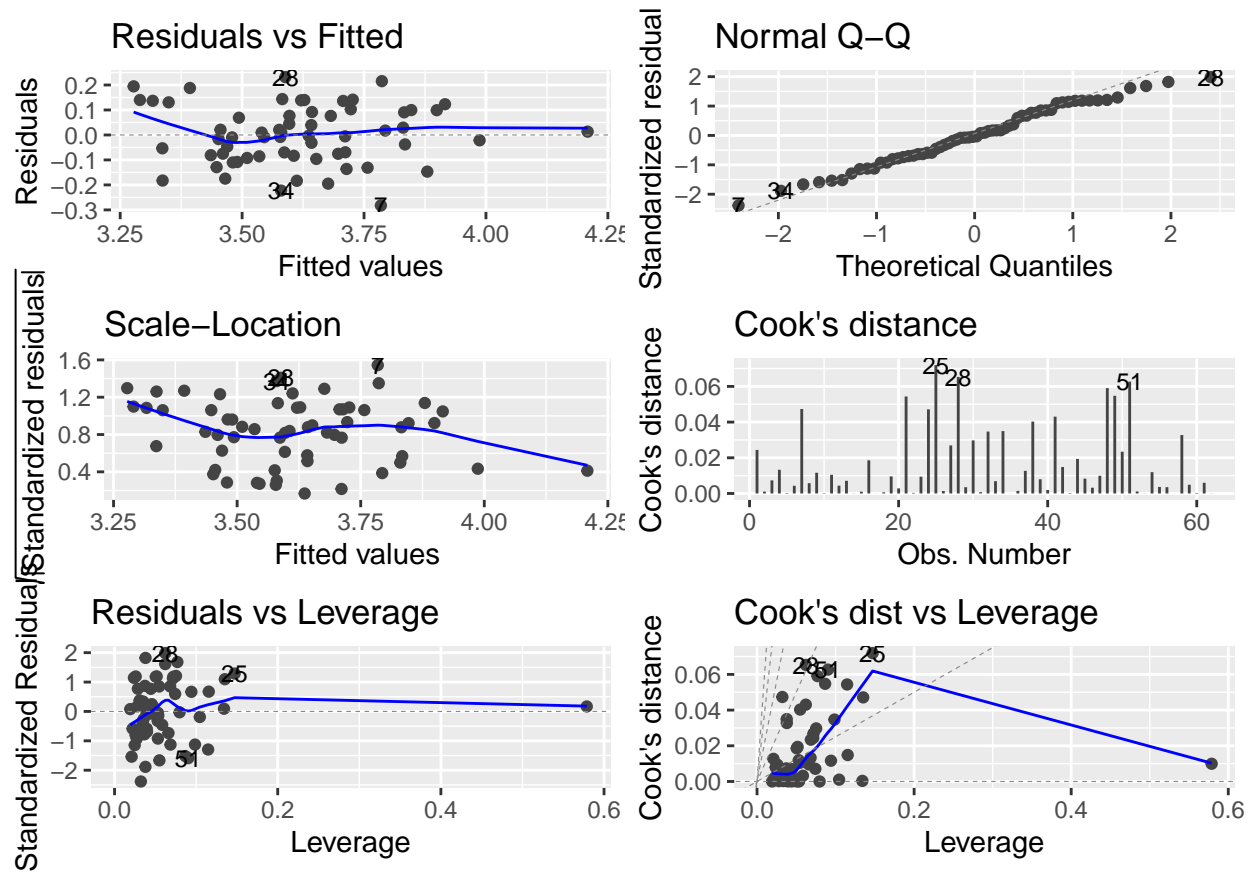 Residuals vs Fitted
Residuals
0.2
0.1
0.0
−0.1
−0.2
−0.3
28
34
7
3.25 3.50 3.75 4.00 4.25
Fitted values
Normal Q−Q
Standardized residual
2
1
0
−1
−2
28
34
7
−2 −1 0 1 2
Theoretical Quantiles
Scale−Location
|Standardized residuals|
1.6
1.2
0.8
0.4
7
28
34
3.25 3.50 3.75 4.00 4.25
Fitted values
Cook's distance
Cook's distance
0.06
0.04
0.02
0.00
25
28
51
0 20 40 60
Obs. Number
Residuals vs Leverage
Standardized Residuals
2
1
0
−1
−2
28
25
51
0.0 0.2 0.4 0.6
Leverage
Cook's dist vs Leverage
Cook's distance
0.06
0.04
0.02
0.00
25
28
51
0.0 0.2 0.4 0.6
Leverage